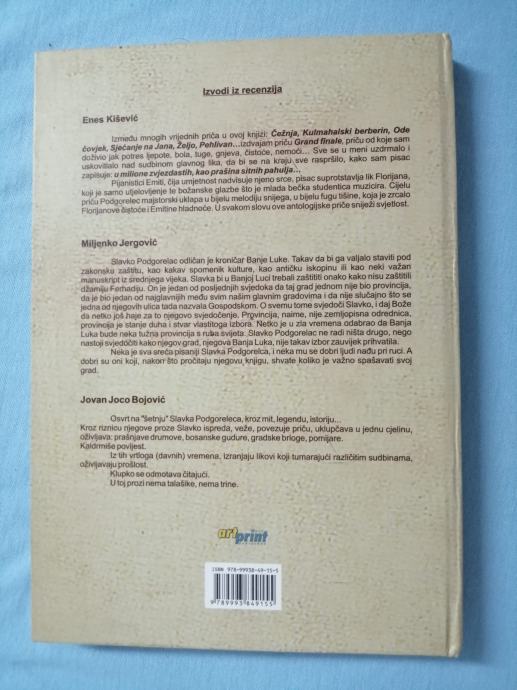 Izvodi iz recenzija
Enes Kišević
Između mnogih vrijednih priča u ovoj knjizi: Čežnja, Kulmahalski berberin, Ode
čovjek, Sjećanje na Jana, Željo, Pehlivan...izdvajam priču Grand finale, priču od koje sam
doživio jak potres ljepote, bola, tuge, gnjeva, čistoće, nemoći... Sve se u meni uzdrmalo i
uskovitlalo nad sudbinom glavnog lika, da bi se na kraju sve raspršilo, kako sam pisac
zapisuje: u milione zvjezdastih, kao prašina sitnih pahulja...
Pijanistici Emiti, čija umjetnost nadvisuje njeno srce, pisac suprotstavlja lik Florijana,
koji je samo utjelovljenje te božanske glazbe što je mlada bečka studentica muzicira. Cijelu
priču Podgorelec majstorski uklapa u bijelu melodiju snijega, u bijelu fugu tišine, koja je zrcalo
Florijanove čistoće i Emitine hladnoće. U svakom slovu ove antologijske priče sniježi svjetlost.
Miljenko Jergović
Slavko Podgorelac odličan je kroničar Banje Luke. Takav da bi ga valjalo staviti pod
zakonsku zaštitu, kao kakav spomenik kulture, kao antičku iskopinu ili kao neki važan
manuskript iz srednjega vijeka. Slavka bi u Banjoj Luci trebali zaštititi onako kako nisu zaštitili
džamiju Ferhadiju. On je jedan od posljednjih svjedoka da taj grad jednom nije bio provincija,
da je bio jedan od najglavnijih među svim našim glavnim gradovima i da nije slučajno što se
jedna od njegovih ulica tada nazvala Gospodskom. O svemu tome svjedoči Slavko, i daj Bože
da netko još haje za to njegovo svjedočenje. Provincija, naime, nije zemljopisna odrednica,
provincija je stanje duha i stvar vlastitoga izbora. Netko je u zla vremena odabrao da Banja
Luka bude neka tužna provincija s ruba svijeta. Slavko Podgorelac ne radi ništa drugo, nego
nastoji svjedočiti kako njegov grad, njegova Banja Luka, nije takav izbor zauvijek prihvatila.
Neka je sva sreća pisaniji Slavka Podgorelca, i neka mu se dobri ljudi nađu pri ruci. A
dobri su oni koji, nakon što pročitaju njegovu knjigu, shvate koliko je važno spašavati svoj
grad.
Jovan Joco Bojović
Osvrt na "šetnju" Slavka Podgoreleca, kroz mit, legendu, istoriju...
Kroz riznicu njegove proze Slavko ispreda, veže, povezuje priču, uklupčava u jednu cjelinu,
oživljava: prašnjave drumove, bosanske gudure, gradske brloge, pomijare.
Kaldrmiše povijest.
Iz tih vrtloga (davnih) vremena, izranjaju likovi koji tumarajući različitim sudbinama,
oživljavaju prošlost.
Klupko se odmotava čitajući.
U toj prozi nema talašike, nema trine.
art print
ISBN 978-99938-49-15-5
9 789993 849155